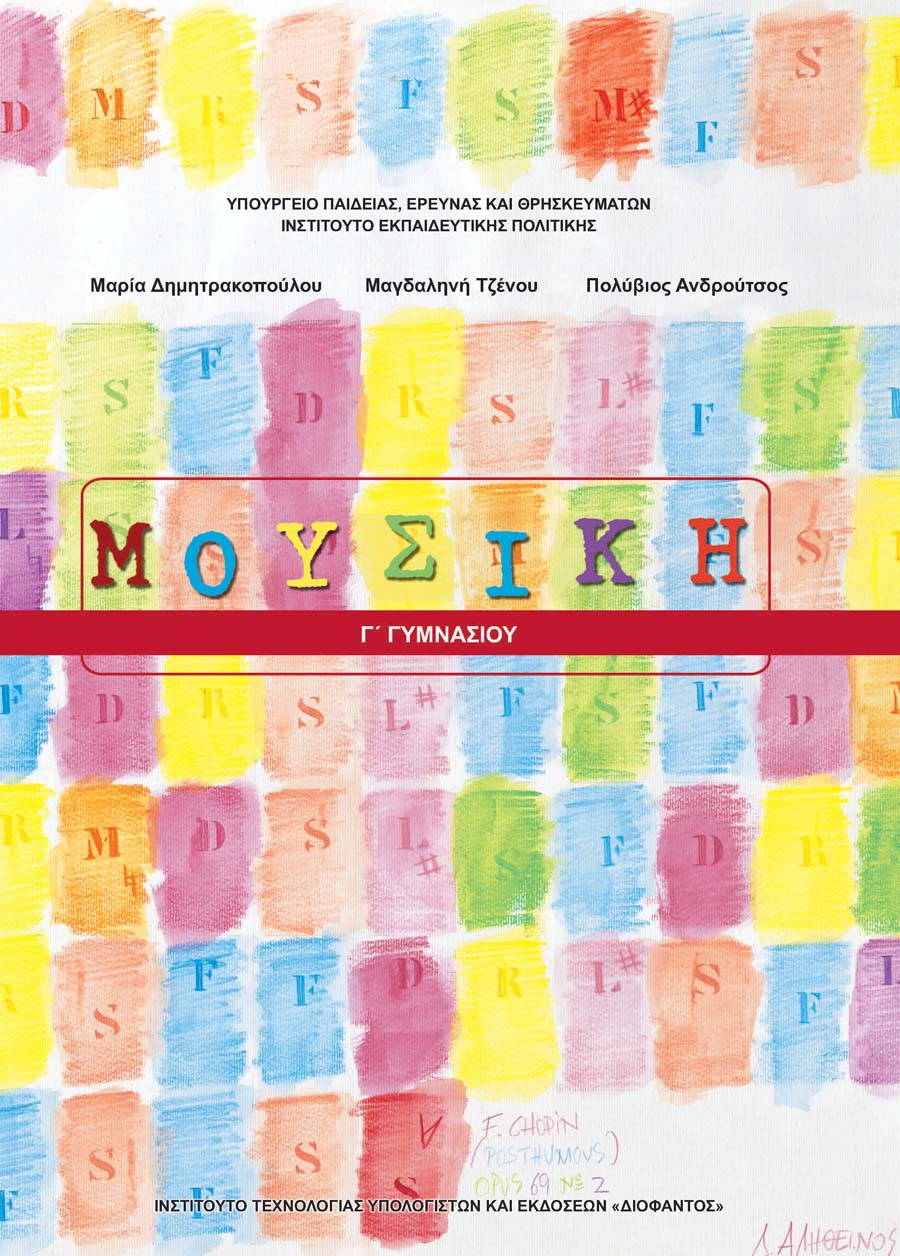 D M R S F S M# F S
ΥΠΟΥΡΓΕΙΟ ΠΑΙΔΕΙΑΣ, ΕΡΕΥΝΑΣ ΚΑΙ ΘΡΗΣΚΕΥΜΑΤΩΝ
ΙΝΣΤΙΤΟΥΤΟ ΕΚΠΑΙΔΕΥΤΙΚΗΣ ΠΟΛΙΤΙΚΗΣ
Μαρία Δημητρακοπούλου Μαγδαληνή Τζένου Πολύβιος Ανδρούτσος
R S F D R S L# F S
ΜΟΥΣΙΚΗ
Γ΄ ΓΥΜΝΑΣΙΟΥ
F D R S L# F S F D M
R M♮ D S L# S F D R
R S F F D R L# S F L
F S F S S
F. CHOPIN
(POSTHUMOUS)
OPUS 69 Nº 2
ΙΝΣΤΙΤΟΥΤΟ ΤΕΧΝΟΛΟΓΙΑΣ ΥΠΟΛΟΓΙΣΤΩΝ ΚΑΙ ΕΚΔΟΣΕΩΝ «ΔΙΟΦΑΝΤΟΣ»
Λ. ΑΛΗΘΕΙΝΟΣ